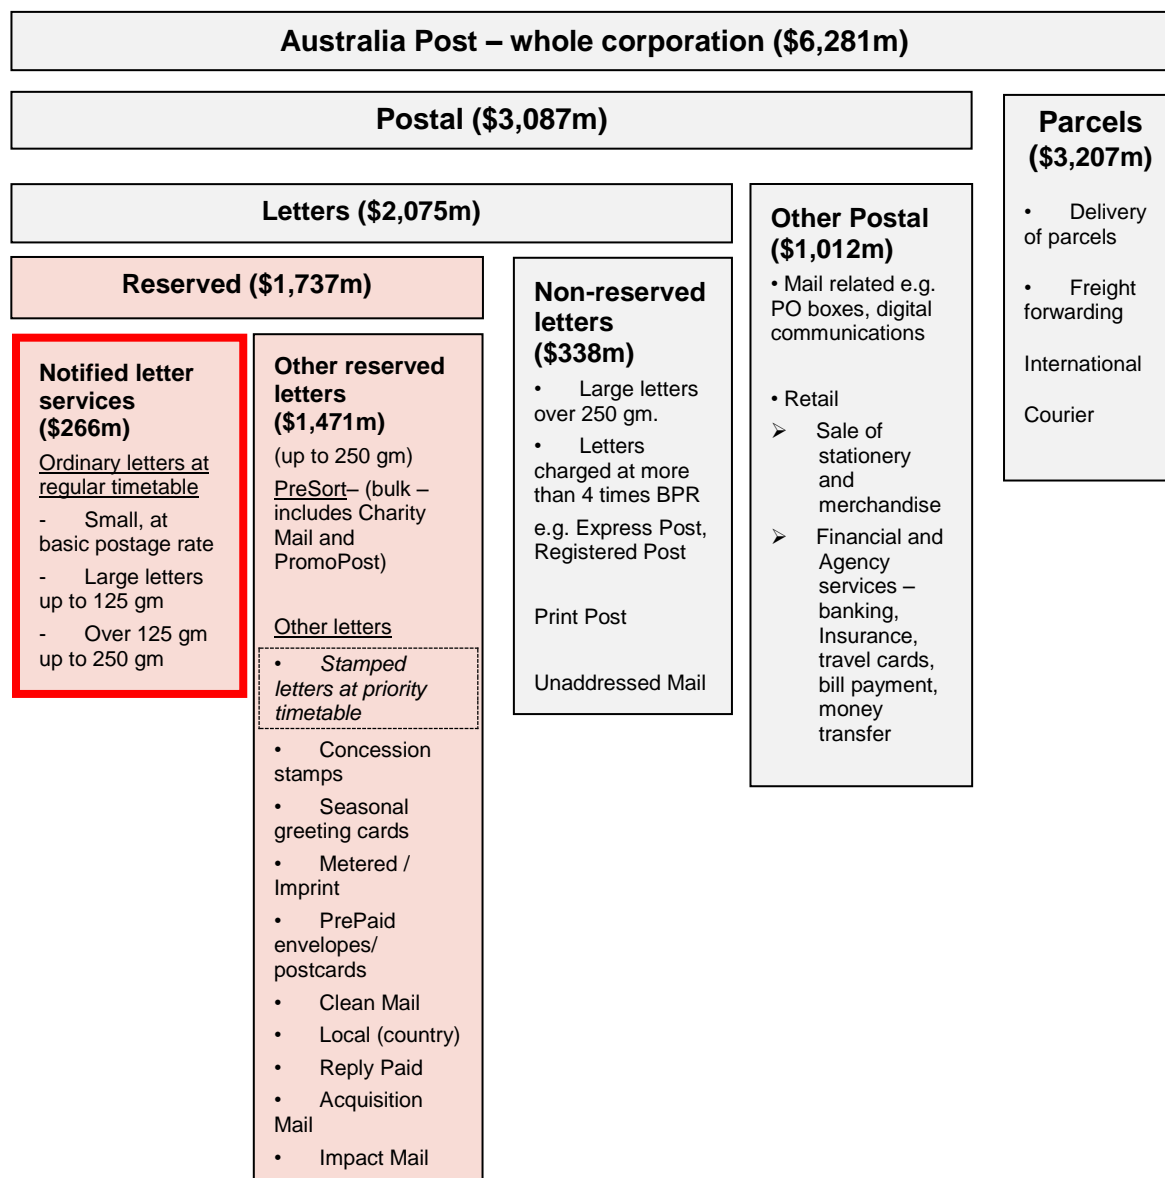 Australia Post – whole corporation ($6,281m)
Postal ($3,087m)
Parcels
($3,207m)
• Delivery
of parcels
• Freight
forwarding
International
Courier
Letters ($2,075m)
Other Postal
($1,012m)
• Mail related e.g.
PO boxes, digital
communications
• Retail
➢ Sale of
stationery
and
merchandise
➢ Financial and
Agency
services –
banking,
Insurance,
travel cards,
bill payment,
money
transfer
Reserved ($1,737m)
Non-reserved
letters
($338m)
• Large letters
over 250 gm.
• Letters
charged at more
than 4 times BPR
e.g. Express Post,
Registered Post
Print Post
Unaddressed Mail
Notified letter
services
($266m)
Ordinary letters at
regular timetable
- Small, at
basic postage rate
- Large letters
up to 125 gm
- Over 125 gm
up to 250 gm
Other reserved
letters
($1,471m)
(up to 250 gm)
PreSort– (bulk –
includes Charity
Mail and
PromoPost)
Other letters
• Stamped
letters at priority
timetable
• Concession
stamps
• Seasonal
greeting cards
• Metered /
Imprint
• PrePaid
envelopes/
postcards
• Clean Mail
• Local (country)
• Reply Paid
• Acquisition
Mail
• Impact Mail